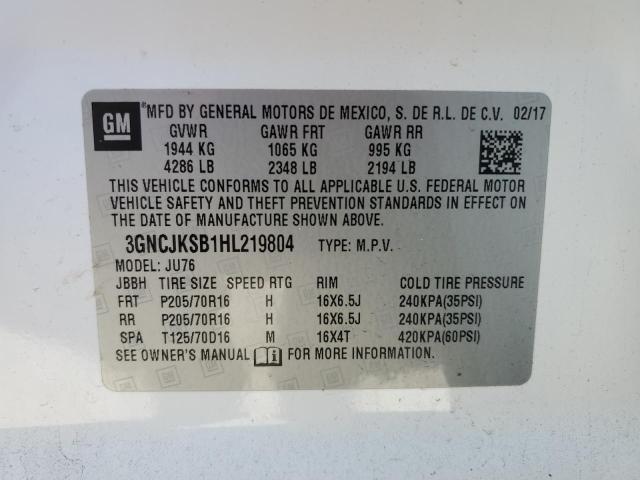 GM ® MFD BY GENERAL MOTORS DE MEXICO, S. DE R.L. DE C.V. 02/17
GVWR GAWR FRT GAWR RR
1944 KG 1065 KG 995 KG
4286 LB 2348 LB 2194 LB
THIS VEHICLE CONFORMS TO ALL APPLICABLE U.S. FEDERAL MOTOR
VEHICLE SAFETY AND THEFT PREVENTION STANDARDS IN EFFECT ON
THE DATE OF MANUFACTURE SHOWN ABOVE.
3GNCJKSB1HL219804 TYPE: M.P.V.
MODEL: JU76
JBBH TIRE SIZE SPEED RTG RIM COLD TIRE PRESSURE
FRT P205/70R16 H 16X6.5J 240KPA(35PSI)
RR P205/70R16 H 16X6.5J 240KPA(35PSI)
SPA T125/70D16 M 16X4T 420KPA(60PSI)
SEE OWNER'S MANUAL i FOR MORE INFORMATION.